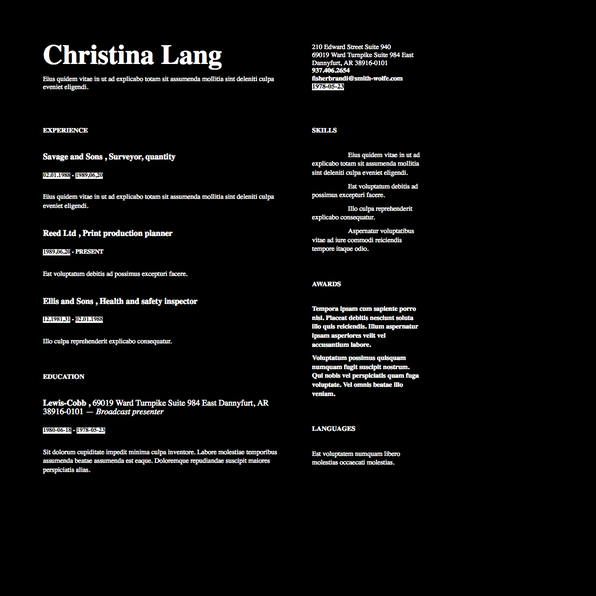 Christina Lang
Eius quidem vitae in ut ad explicabo totam sit assumenda mollitia sint deleniti culpa
eveniet eligendi.
EXPERIENCE
Savage and Sons , Surveyor, quantity
02.01.1988 - 1989.06.20
Eius quidem vitae in ut ad explicabo totam sit assumenda mollitia sint deleniti culpa
eveniet eligendi.
Reed Ltd , Print production planner
1989.06.20 - PRESENT
Est voluptatem debitis ad possimus excepturi facere.
Ellis and Sons , Health and safety inspector
12.1981.31 - 02.01.1988
Illo culpa reprehenderit explicabo consequatur.
EDUCATION
Lewis-Cobb , 69019 Ward Turnpike Suite 984 East Dannyfurt, AR
38916-0101 — Broadcast presenter
1980-06-18 - 1978-05-23
Sit dolorum cupiditate impedit minima culpa inventore. Labore molestiae temporibus
assumenda beatae assumenda est eaque. Doloremque repudiandae suscipit maiores
perspiciatis alias.
210 Edward Street Suite 940
69019 Ward Turnpike Suite 984 East
Dannyfurt, AR 38916-0101
937.406.2654
fisherbrandi@smith-wolfe.com
1978-05-23
SKILLS
Eius quidem vitae in ut ad
explicabo totam sit assumenda mollitia
sint deleniti culpa eveniet eligendi.
Est voluptatem debitis ad
possimus excepturi facere.
Illo culpa reprehenderit
explicabo consequatur.
Aspernatur voluptatibus
vitae ad iure commodi reiciendis
tempore itaque odio.
AWARDS
Tempora ipsam cum sapiente porro
nisi. Placeat debitis nesciunt soluta
illo quis reiciendis. Illum aspernatur
ipsam asperiores velit vel
accusantium labore.
Voluptatum possimus quisquam
numquam fugit suscipit nostrum.
Qui nobis vel perspiciatis quam fuga
voluptate. Vel omnis beatae illo
veniam.
LANGUAGES
Est voluptatem numquam libero
molestias occaecati molestias.